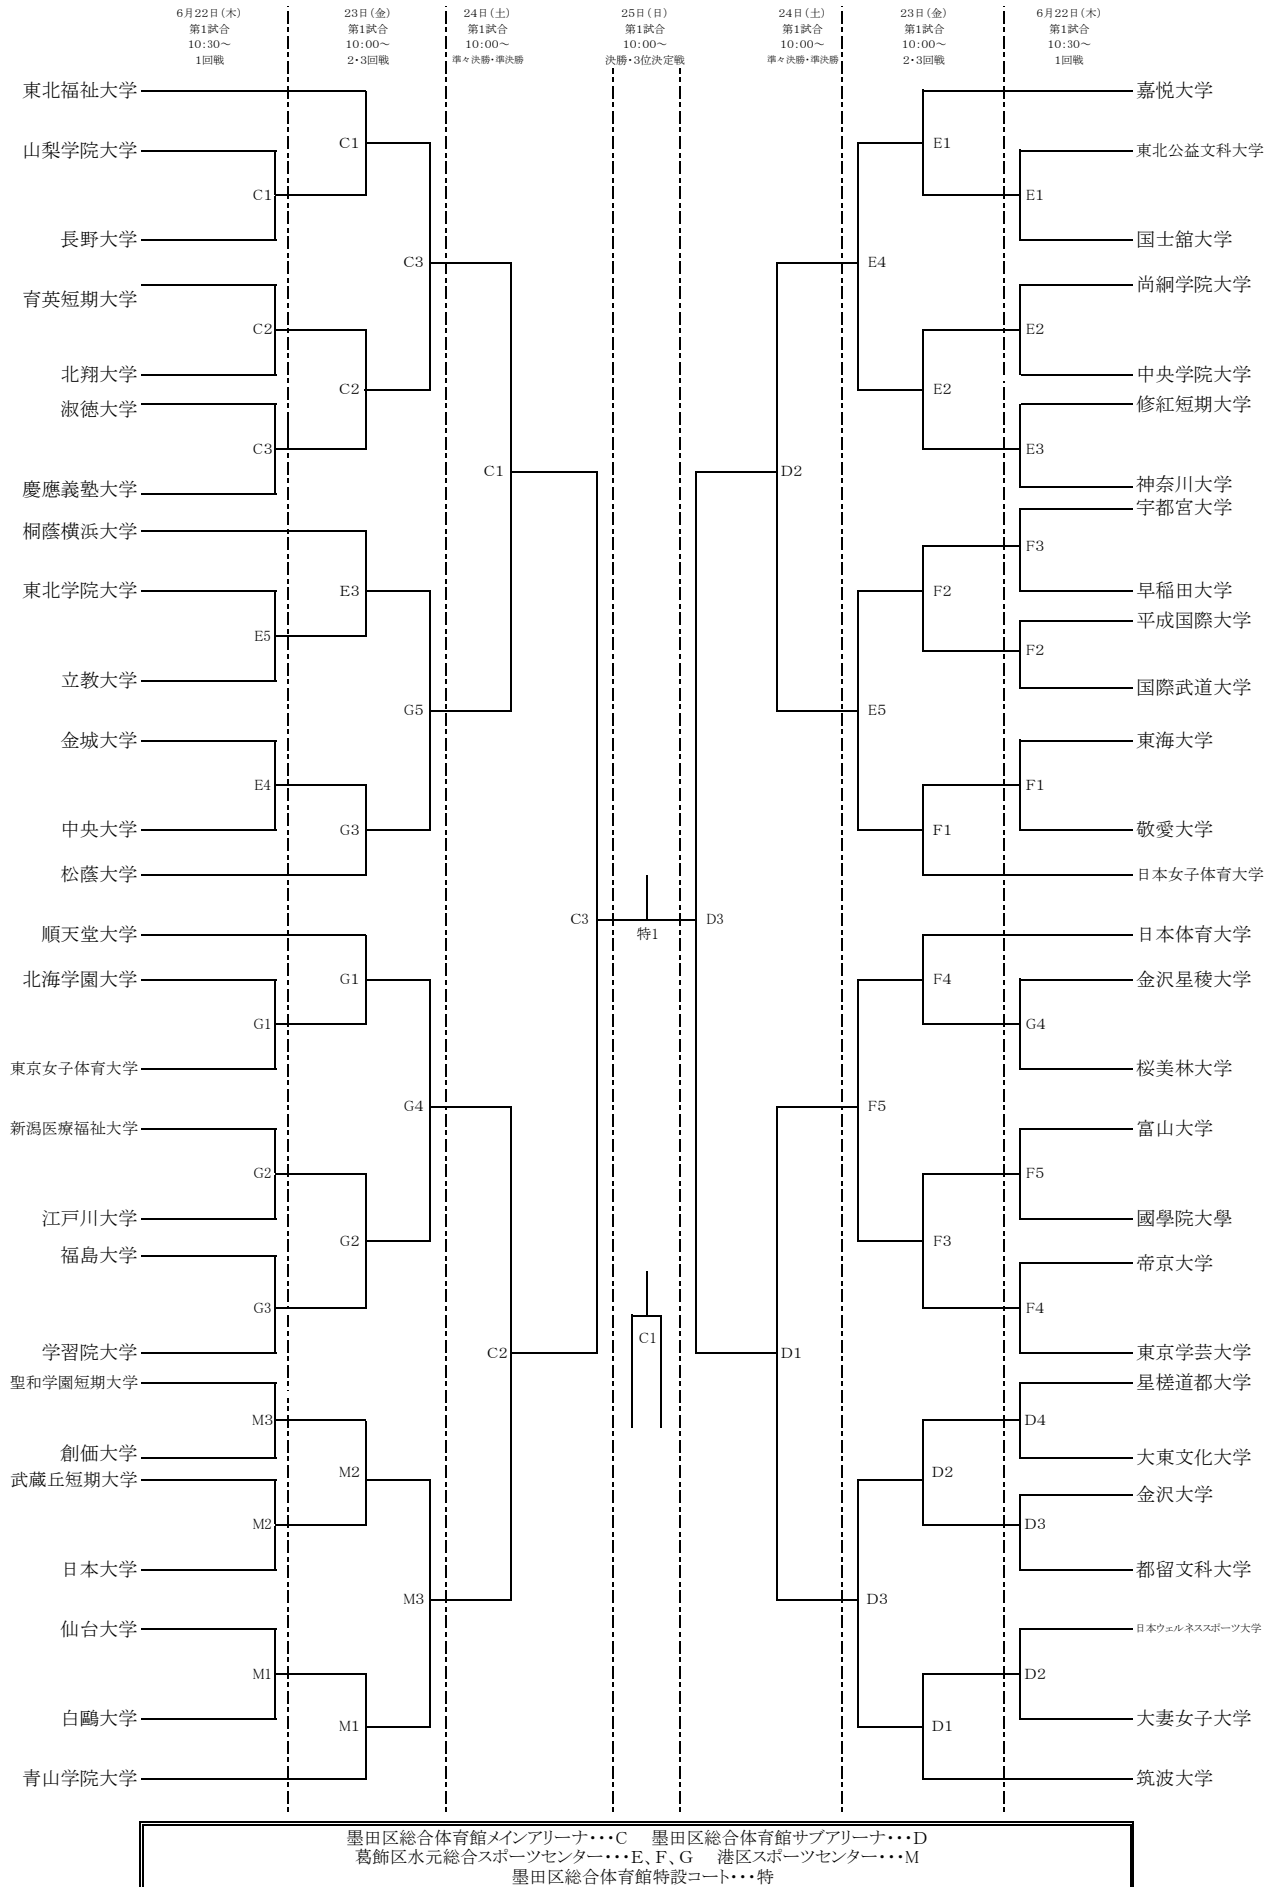 6月22日(木) 23日(金) 24日(土) 25日(日) 24日(土) 23日(金) 6月22日(木)
第1試合 第1試合 第1試合 第1試合 第1試合 第1試合 第1試合
10:30〜 10:00〜 10:00〜 10:00〜 10:00〜 10:00〜 10:30〜
1回戦 2・3回戦 準々決勝・準決勝 決勝・3位決定戦 準々決勝・準決勝 2・3回戦 1回戦
東北福祉大学 嘉悦大学
C1 E1
山梨学院大学 東北公益文科大学
C1 E1
長野大学 国士舘大学
C3 E4
育英短期大学 尚絅学院大学
C2 E2
北翔大学 中央学院大学
C2 E2
淑徳大学 修紅短期大学
C3 E3
C1 D2
慶應義塾大学 神奈川大学
宇都宮大学
桐蔭横浜大学
F3
東北学院大学 E3 F2 早稲田大学
平成国際大学
E5 F2
立教大学 国際武道大学
G5 E5
金城大学 東海大学
E4 F1
中央大学 G3 F1 敬愛大学
松蔭大学 日本女子体育大学
C3 D3
特1
順天堂大学 日本体育大学
北海学園大学 G1 F4 金沢星稜大学
G1 G4
東京女子体育大学 桜美林大学
G4 F5
新潟医療福祉大学 富山大学
G2 F5
江戸川大学 國學院大學
G2 F3
福島大学 帝京大学
G3 F4
C1
学習院大学 C2 D1 東京学芸大学
聖和学園短期大学 星槎道都大学
M3 D4
創価大学 大東文化大学
M2 D2
武蔵丘短期大学 金沢大学
M2 D3
日本大学 都留文科大学
M3 D3
仙台大学 日本ウェルネススポーツ大学
M1 D2
白鷗大学 大妻女子大学
M1 D1
青山学院大学 筑波大学
墨田区総合体育館メインアリーナ・・・C 墨田区総合体育館サブアリーナ・・・D
葛飾区水元総合スポーツセンター・・・E、F、G 港区スポーツセンター・・・M
墨田区総合体育館特設コート・・・特